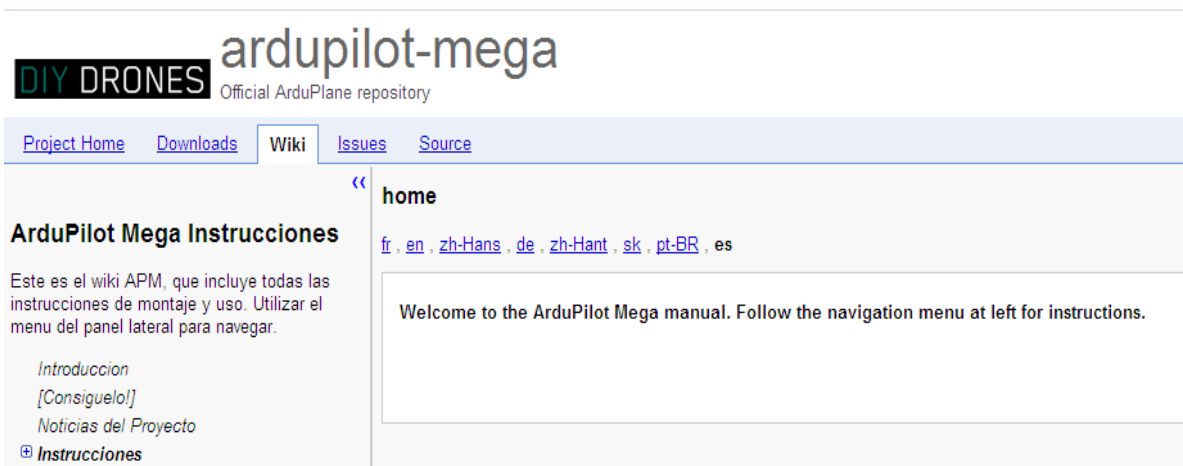 DIY DRONES
ardupilot-mega
Official ArduPlane repository
Project Home Downloads Wiki Issues Source
‹‹
ArduPilot Mega Instrucciones
Este es el wiki APM, que incluye todas las
instrucciones de montaje y uso. Utilizar el
menu del panel lateral para navegar.
Introduccion
[Consiguelo!]
Noticias del Proyecto
Instrucciones
home
fr , en , zh-Hans , de , zh-Hant , sk , pt-BR , es
Welcome to the ArduPilot Mega manual. Follow the navigation menu at left for instructions.